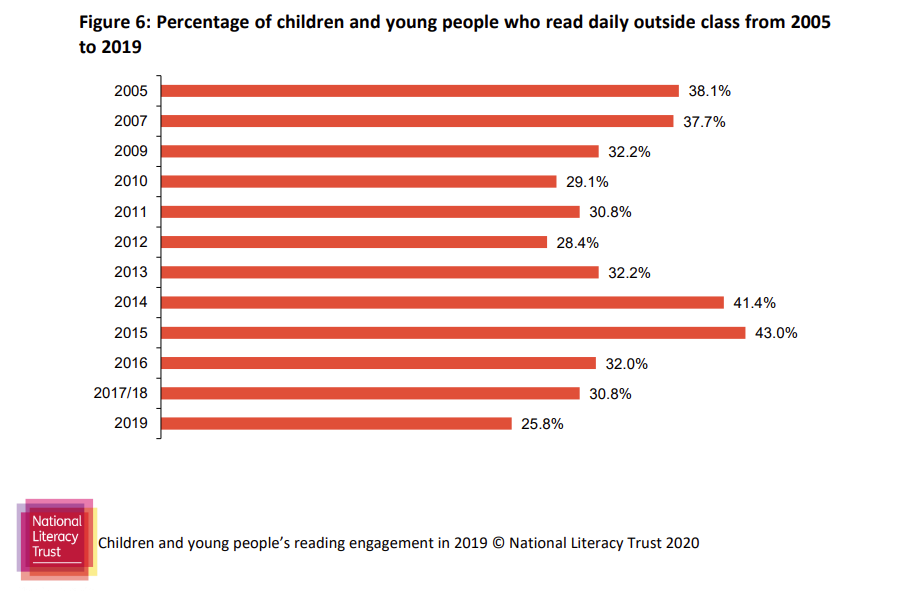 Figure 6: Percentage of children and young people who read daily outside class from 2005
to 2019
2005 38.1%
2007 37.7%
2009 32.2%
2010 29.1%
2011 30.8%
2012 28.4%
2013 32.2%
2014 41.4%
2015 43.0%
2016 32.0%
2017/18 30.8%
2019 25.8%
National
Literacy
Trust
Children and young people’s reading engagement in 2019 © National Literacy Trust 2020